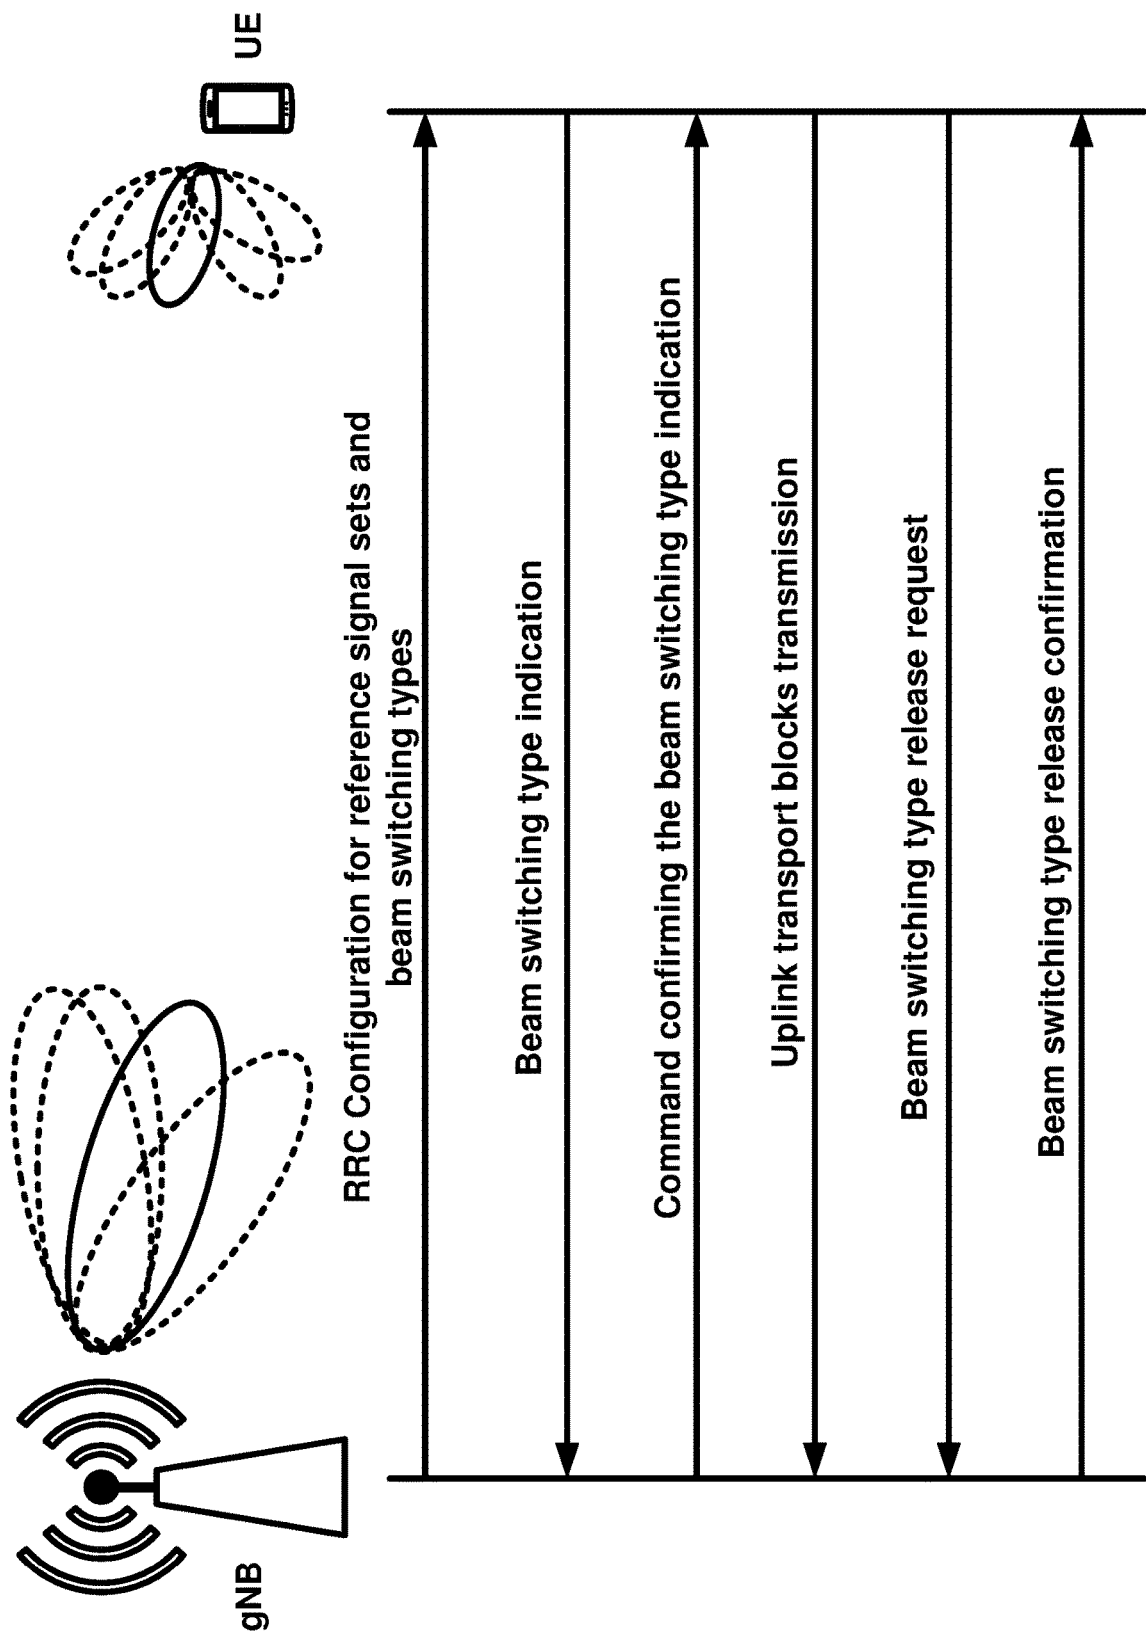 gNB
UE
RRC Configuration for reference signal sets and
beam switching types
Beam switching type indication
Command confirming the beam switching type indication
Uplink transport blocks transmission
Beam switching type release request
Beam switching type release confirmation